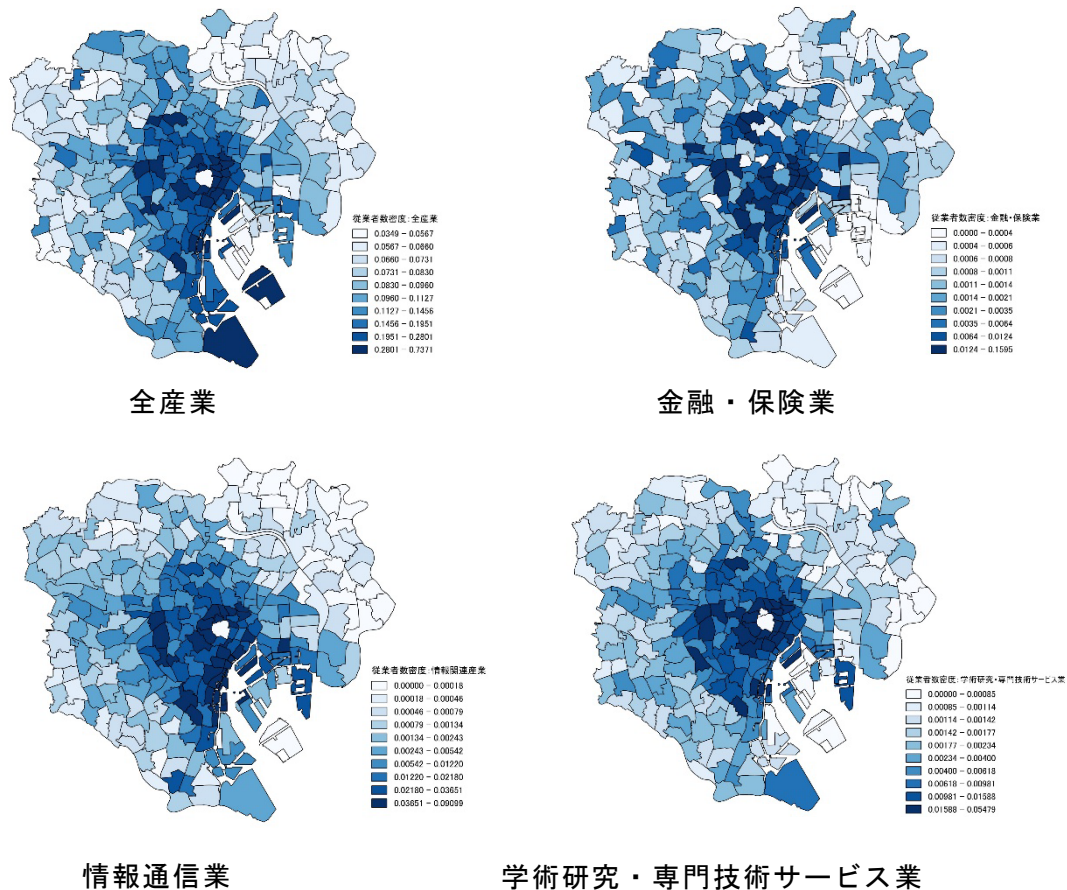 従業者数密度:全産業
0.0349 - 0.0567
0.0567 - 0.0660
0.0660 - 0.0731
0.0731 - 0.0830
0.0830 - 0.0960
0.0960 - 0.1127
0.1127 - 0.1456
0.1456 - 0.1951
0.1951 - 0.2801
0.2801 - 0.7371
全産業
従業者数密度:金融・保険業
0.0000 - 0.0004
0.0004 - 0.0006
0.0006 - 0.0008
0.0008 - 0.0011
0.0011 - 0.0014
0.0014 - 0.0021
0.0021 - 0.0035
0.0035 - 0.0064
0.0064 - 0.0124
0.0124 - 0.1595
金融・保険業
従業者数密度:情報関連産業
0.00000 - 0.00018
0.00018 - 0.00046
0.00046 - 0.00079
0.00079 - 0.00134
0.00134 - 0.00243
0.00243 - 0.00542
0.00542 - 0.01220
0.01220 - 0.02180
0.02180 - 0.03651
0.03651 - 0.09099
情報通信業
従業者数密度:学術研究・専門技術サービス業
0.00000 - 0.00085
0.00085 - 0.00114
0.00114 - 0.00142
0.00142 - 0.00177
0.00177 - 0.00234
0.00234 - 0.00400
0.00400 - 0.00618
0.00618 - 0.00981
0.00981 - 0.01588
0.01588 - 0.05479
学術研究・専門技術サービス業